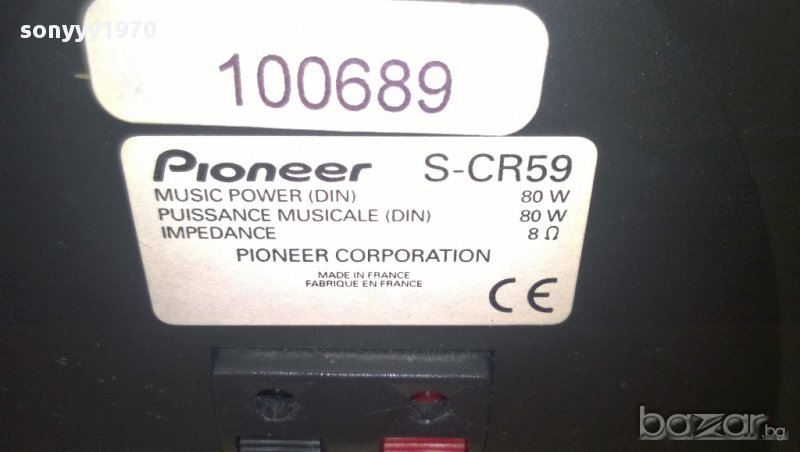 sonyyy1970
100689
Pioneer S-CR59
MUSIC POWER (DIN) 80 W
PUISSANCE MUSICALE (DIN) 80 W
IMPEDANCE 8 Ω
PIONEER CORPORATION
MADE IN FRANCE
FABRIQUE EN FRANCE
CE
bazar.bg